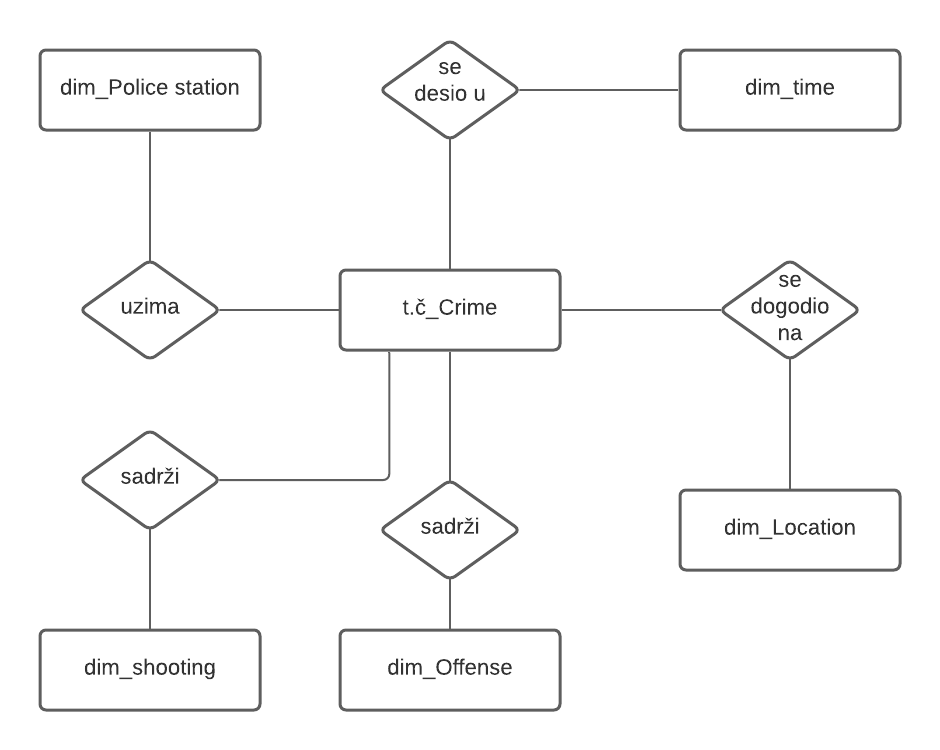 dim_Police station
se
desio u
dim_time
uzima
t.č_Crime
se
dogodio
na
sadrži
sadrži
dim_Location
dim_shooting
dim_Offense